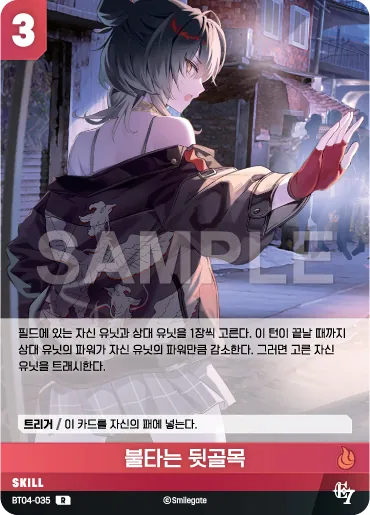 3
SAMPLE
필드에 있는 자신 유닛과 상대 유닛을 1장씩 고른다. 이 턴이 끝날 때까지
상대 유닛의 파워가 자신 유닛의 파워만큼 감소한다. 그러면 고른 자신
유닛을 트래시한다.
트리거 / 이 카드를 자신의 패에 넣는다.
불타는 뒷골목
SKILL
BT04-035 R ©Smilegate